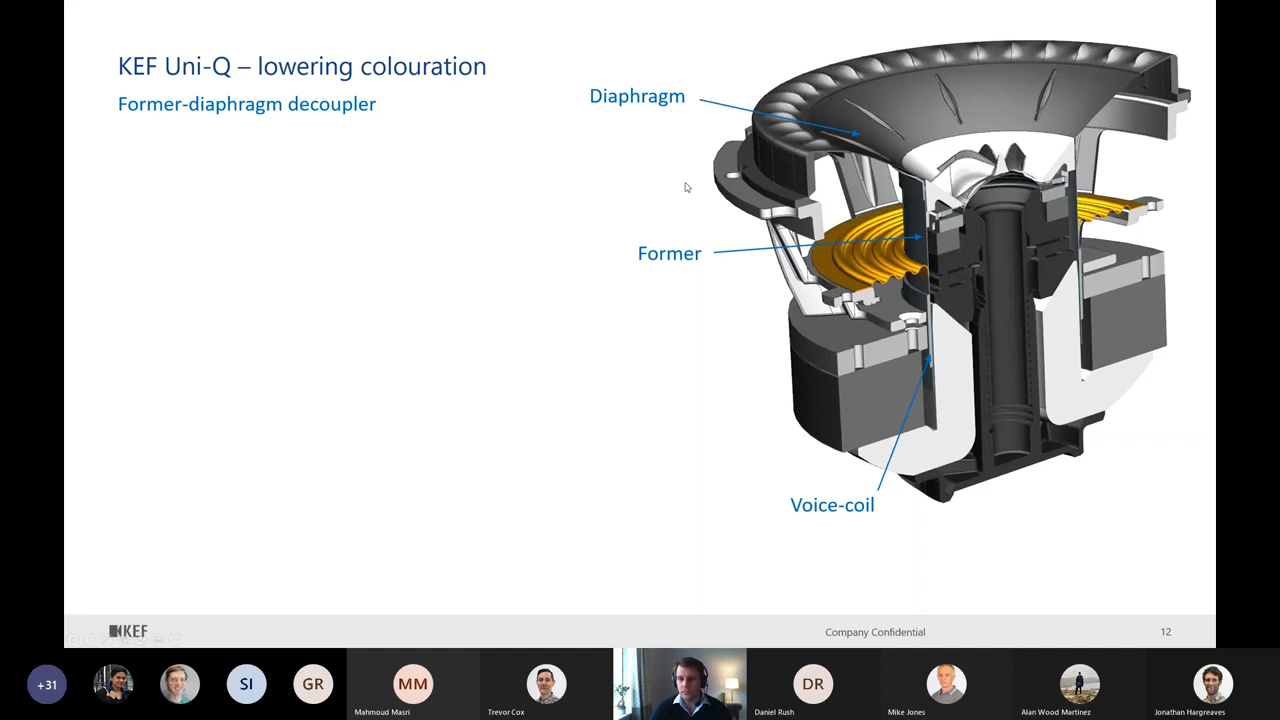 KEF Uni-Q – lowering colouration
Former-diaphragm decoupler
Diaphragm
Former
Voice-coil
KEF
Company Confidential
12
+31
SI
GR
MM
DR
Mahmoud Masri
Trevor Cox
Daniel Rush
Mike Jones
Alan Wood Martinez
Jonathan Hargreaves